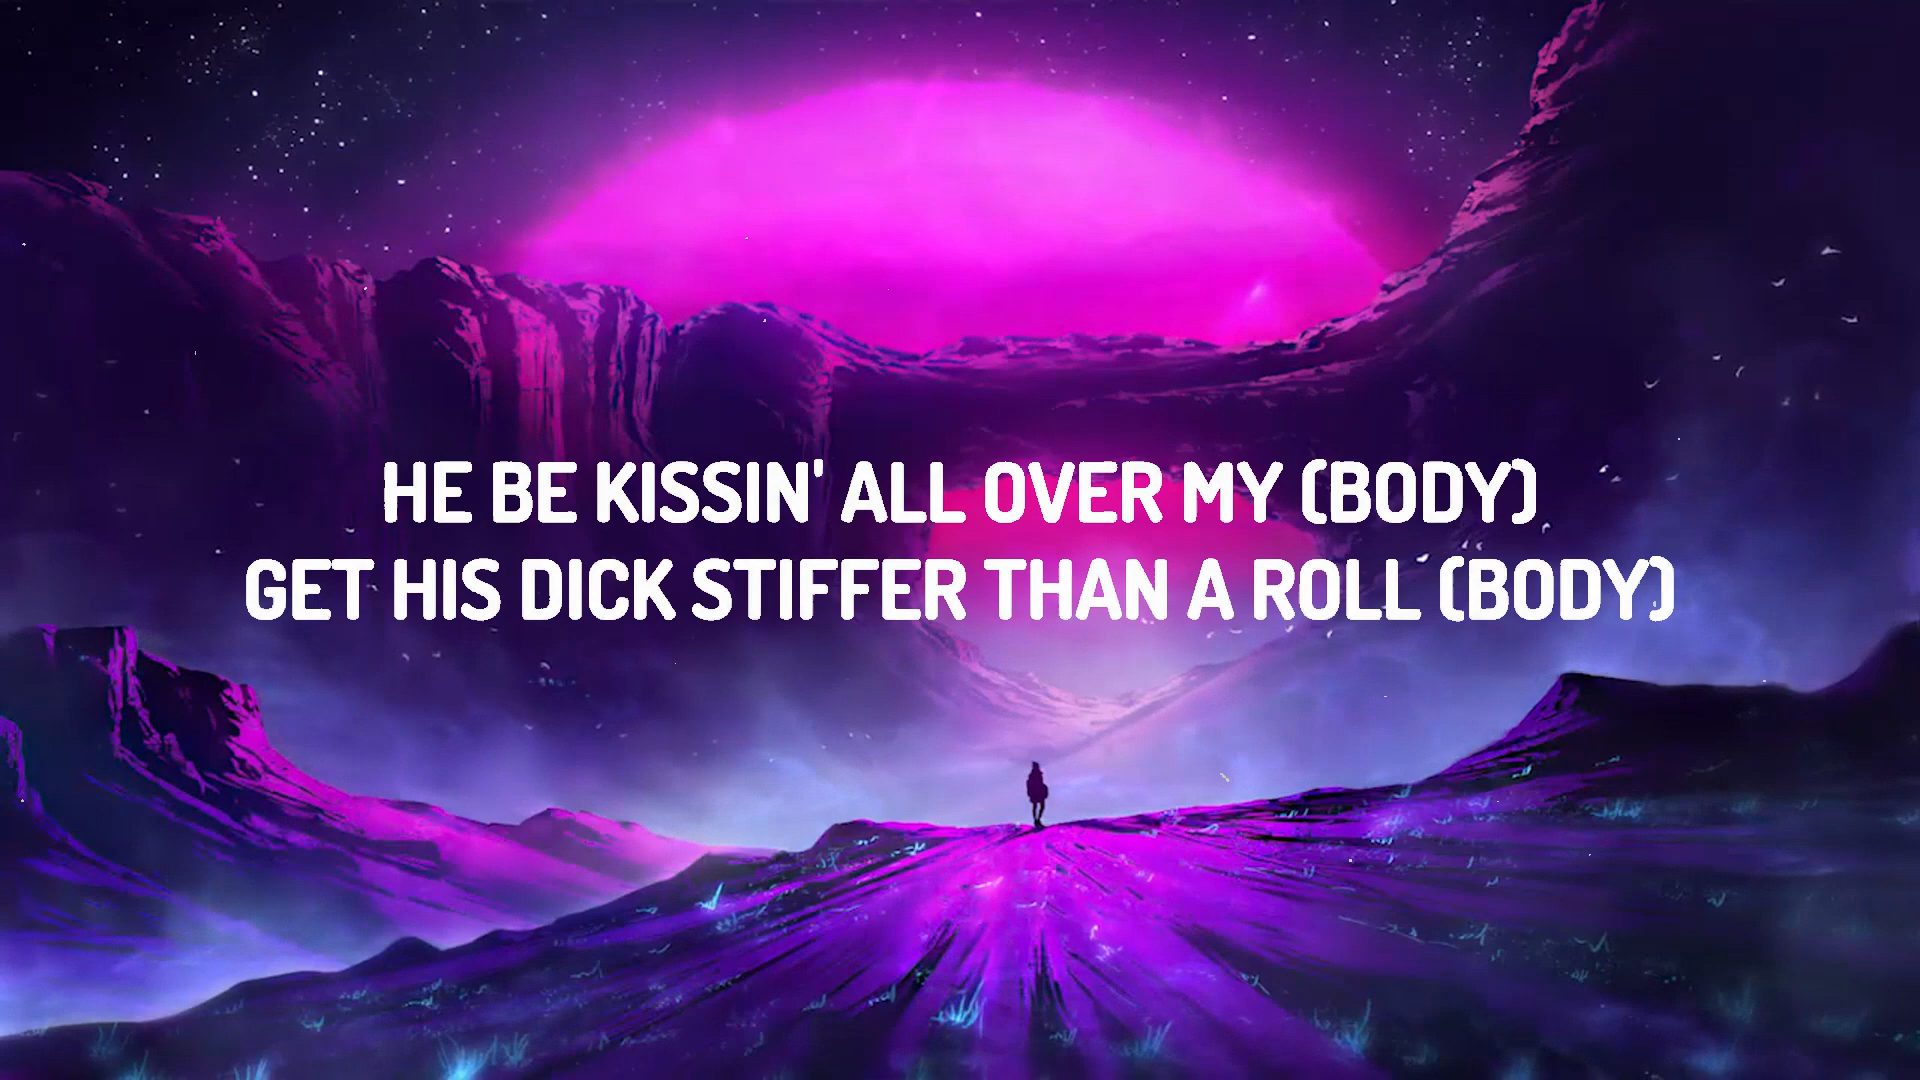 HE BE KISSIN' ALL OVER MY (BODY)
GET HIS DICK STIFFER THAN A ROLL (BODY)